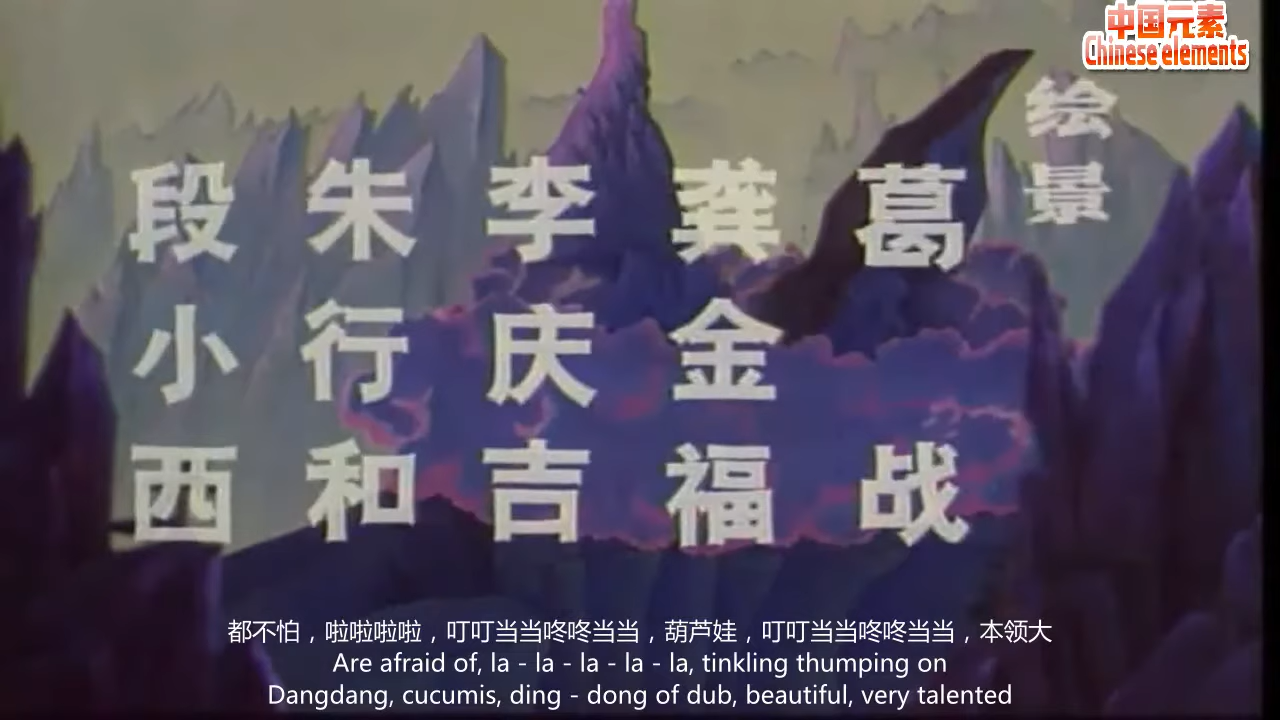 中国元素
Chinese elements
绘景
葛战
龚金福
李庆吉
朱行和
段小西
都不怕，啦啦啦啦，叮叮当当咚咚当当，葫芦娃，叮叮当当咚咚当当，本领大
Are afraid of, la - la - la - la - la, tinkling thumping on
Dangdang, cucumis, ding - dong of dub, beautiful, very talented